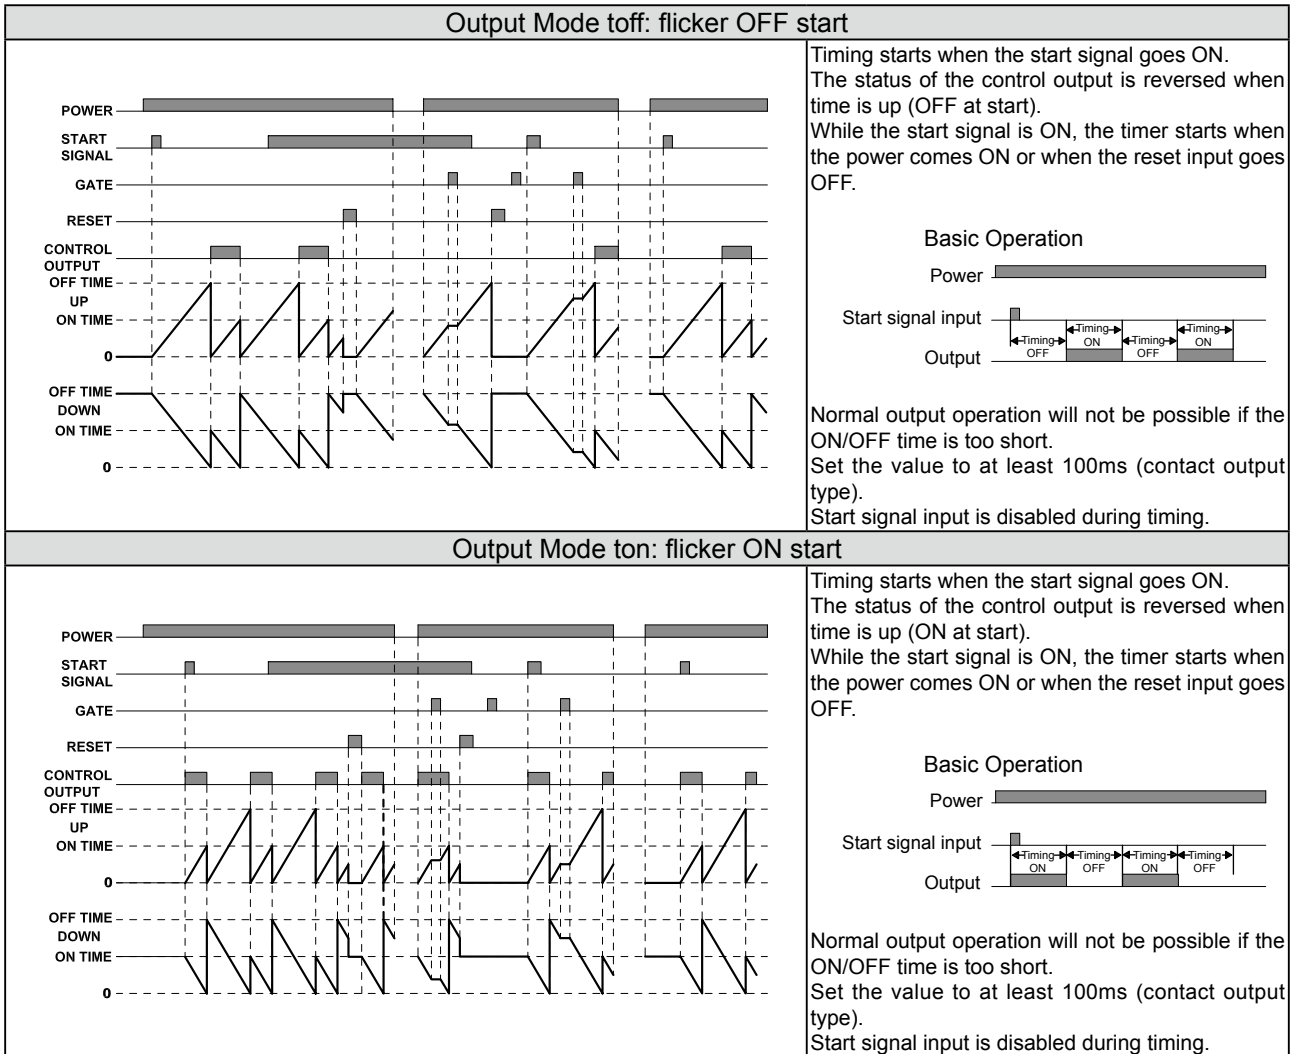 Output Mode toff: flicker OFF start
POWER
START
SIGNAL
GATE
RESET
CONTROL
OUTPUT
OFF TIME
UP
ON TIME
0
OFF TIME
DOWN
ON TIME
0
Timing starts when the start signal goes ON.
The status of the control output is reversed when
time is up (OFF at start).
While the start signal is ON, the timer starts when
the power comes ON or when the reset input goes
OFF.
Basic Operation
Power
Start signal input
Timing ON
Timing ON
Timing OFF
Timing OFF
Output
Normal output operation will not be possible if the
ON/OFF time is too short.
Set the value to at least 100ms (contact output
type).
Start signal input is disabled during timing.
Output Mode ton: flicker ON start
POWER
START
SIGNAL
GATE
RESET
CONTROL
OUTPUT
OFF TIME
UP
ON TIME
0
OFF TIME
DOWN
ON TIME
0
Timing starts when the start signal goes ON.
The status of the control output is reversed when
time is up (ON at start).
While the start signal is ON, the timer starts when
the power comes ON or when the reset input goes
OFF.
Basic Operation
Power
Start signal input
Timing ON
Timing OFF
Timing ON
Timing OFF
Output
Normal output operation will not be possible if the
ON/OFF time is too short.
Set the value to at least 100ms (contact output
type).
Start signal input is disabled during timing.